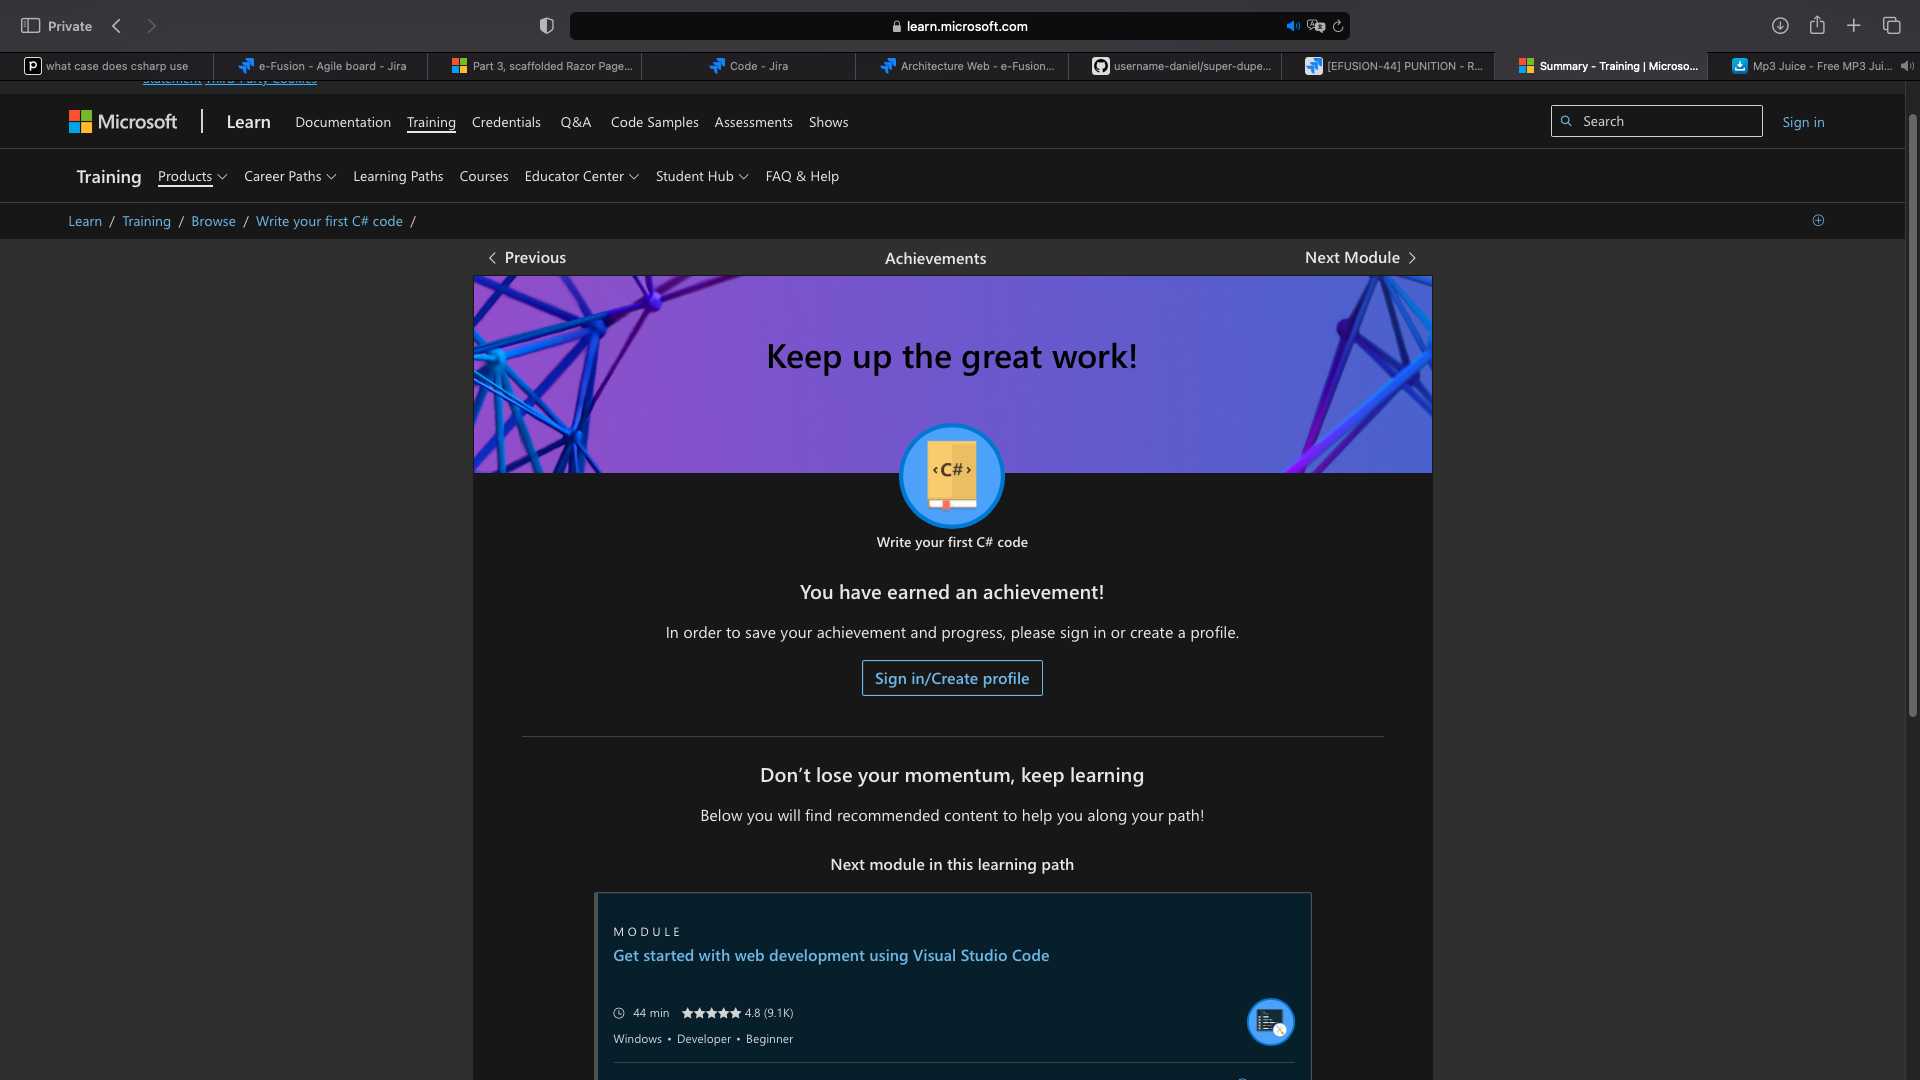 Private
learn.microsoft.com
what case does csharp use
e-Fusion - Agile board - Jira
Part 3, scaffolded Razor Page...
Code - Jira
Architecture Web - e-Fusion...
username-daniel/super-dupe...
[EFUSION-44] PUNITION - R...
Summary - Training | Microso...
Mp3 Juice - Free MP3 Jui...
Statement Third-Party Cookies
Microsoft
Learn
Documentation
Training
Credentials
Q&A
Code Samples
Assessments
Shows
Search
Sign in
Training
Products
Career Paths
Learning Paths
Courses
Educator Center
Student Hub
FAQ & Help
Learn / Training / Browse / Write your first C# code /
Previous
Achievements
Next Module
Keep up the great work!
‹C#›
Write your first C# code
You have earned an achievement!
In order to save your achievement and progress, please sign in or create a profile.
Sign in/Create profile
Don’t lose your momentum, keep learning
Below you will find recommended content to help you along your path!
Next module in this learning path
MODULE
Get started with web development using Visual Studio Code
44 min
4.8 (9.1K)
Windows • Developer • Beginner